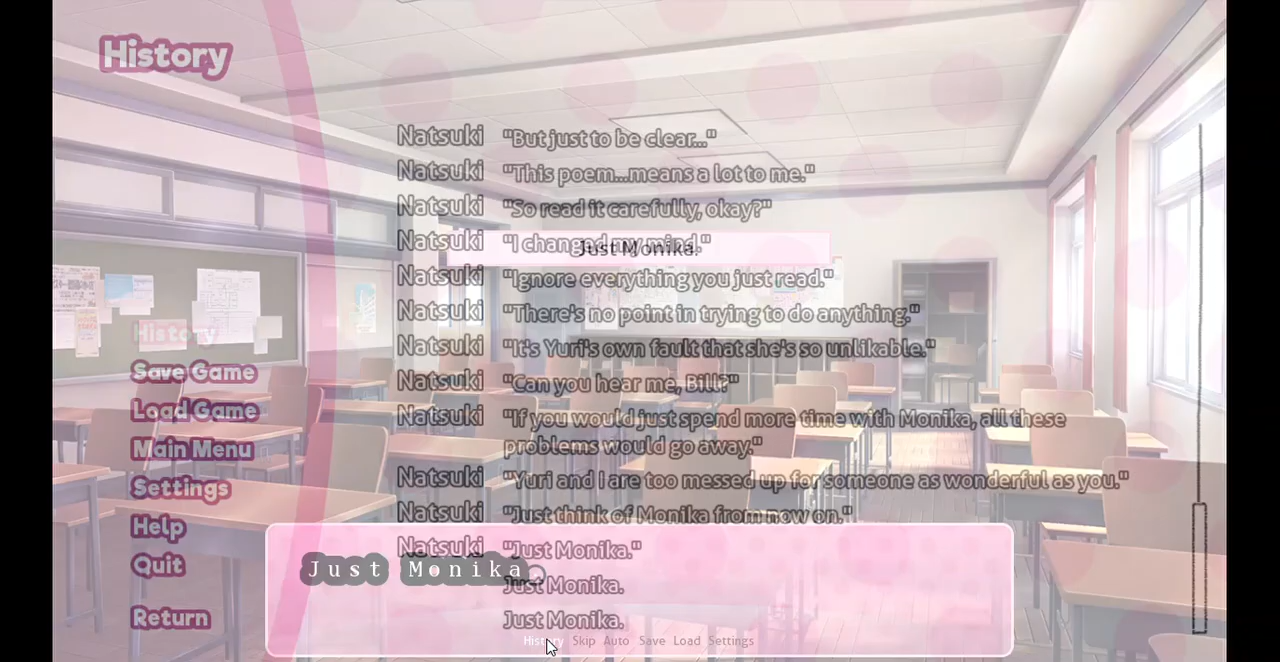 History
Natsuki "But just to be clear..."
Natsuki "This poem...means a lot to me."
Natsuki "So read it carefully, okay?"
Natsuki "I changed my mind."
Just Monika.
Natsuki "Ignore everything you just read."
Natsuki "There's no point in trying to do anything."
History
Natsuki "It's Yuri's own fault that she's so unlikable."
Save Game
Natsuki "Can you hear me, Bill?"
Load Game
Natsuki "If you would just spend more time with Monika, all these
problems would go away."
Main Menu
Natsuki "Yuri and I are too messed up for someone as wonderful as you."
Settings
Natsuki "Just think of Monika from now on."
Help
Natsuki "Just Monika."
Quit
Just Monika
Just Monika.
Return
Just Monika.
History Skip Auto Save Load Settings